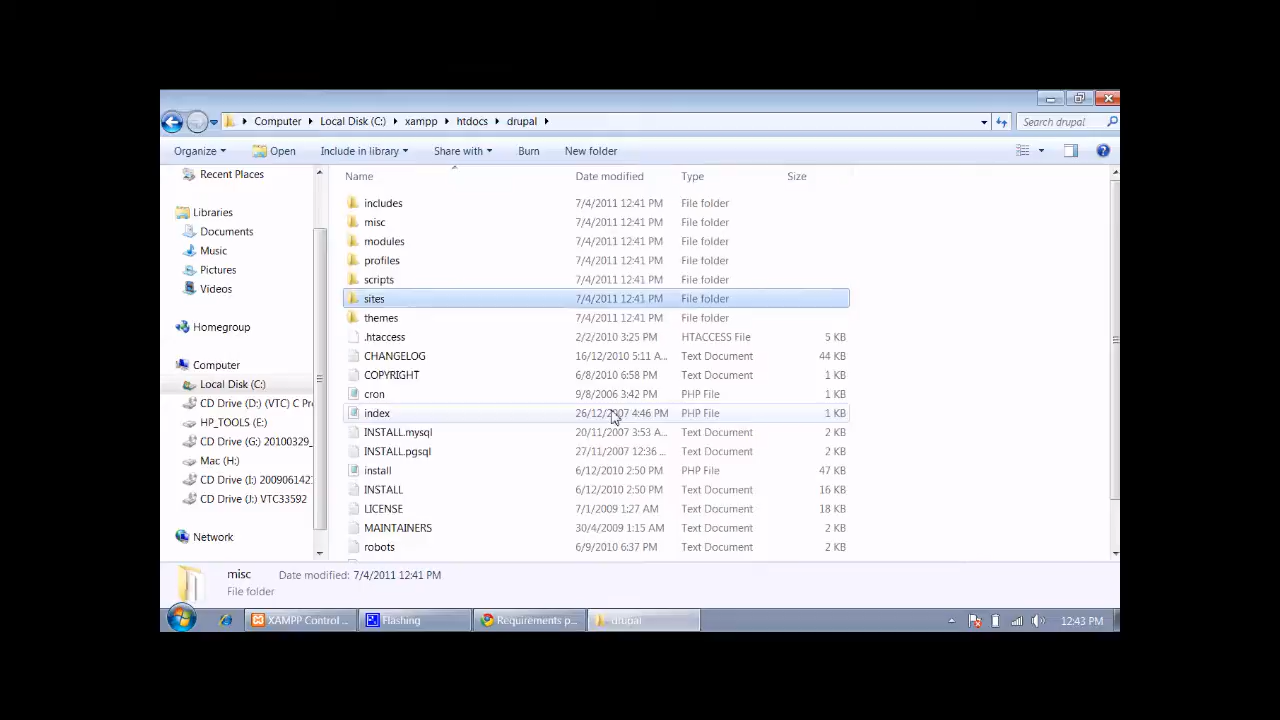 Computer Local Disk (C:) xampp htdocs drupal
Search drupal
Organize Open Include in library Share with Burn New folder
Recent Places
Libraries
Documents
Music
Pictures
Videos
Homegroup
Computer
Local Disk (C:)
CD Drive (D:) (VTC) C Pr
HP_TOOLS (E:)
CD Drive (G:) 20100329_
Mac (H:)
CD Drive (I:) 200906142
CD Drive (J:) VTC33592
Network
Name Date modified Type Size
includes 7/4/2011 12:41 PM File folder
misc 7/4/2011 12:41 PM File folder
modules 7/4/2011 12:41 PM File folder
profiles 7/4/2011 12:41 PM File folder
scripts 7/4/2011 12:41 PM File folder
sites 7/4/2011 12:41 PM File folder
themes 7/4/2011 12:41 PM File folder
.htaccess 2/2/2010 3:25 PM HTACCESS File 5 KB
CHANGELOG 16/12/2010 5:11 A... Text Document 44 KB
COPYRIGHT 6/8/2010 6:58 PM Text Document 1 KB
cron 9/8/2006 3:42 PM PHP File 1 KB
index 26/12/2007 4:46 PM PHP File 1 KB
INSTALL.mysql 20/11/2007 3:53 A... Text Document 2 KB
INSTALL.pgsql 27/11/2007 12:36 ... Text Document 2 KB
install 6/12/2010 2:50 PM PHP File 47 KB
INSTALL 6/12/2010 2:50 PM Text Document 16 KB
LICENSE 7/1/2009 1:27 AM Text Document 18 KB
MAINTAINERS 30/4/2009 1:15 AM Text Document 2 KB
robots 6/9/2010 6:37 PM Text Document 2 KB
misc Date modified: 7/4/2011 12:41 PM
File folder
XAMPP Control ... Flashing Requirements p... drupal 12:43 PM